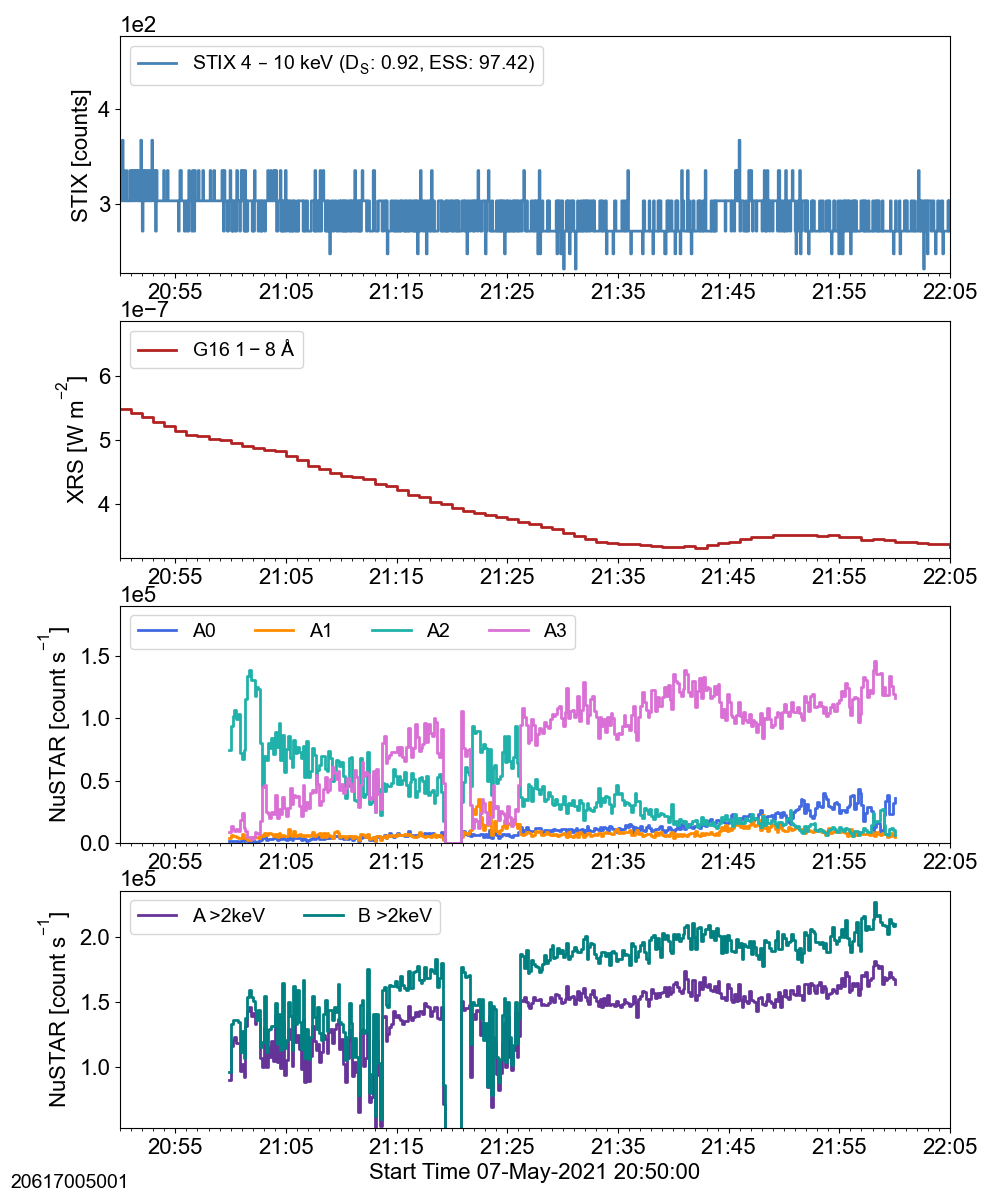 1e2
STIX 4 – 10 keV (D_S: 0.92, ESS: 97.42)
STIX [counts]
4
3
20:55 21:05 21:15 21:25 21:35 21:45 21:55 22:05
1e−7
G16 1 – 8 Å
XRS [W m⁻²]
6
5
4
20:55 21:05 21:15 21:25 21:35 21:45 21:55 22:05
1e5
A0 A1 A2 A3
NuSTAR [count s⁻¹]
1.5
1.0
0.5
0.0
20:55 21:05 21:15 21:25 21:35 21:45 21:55 22:05
1e5
A >2keV B >2keV
NuSTAR [count s⁻¹]
2.0
1.5
1.0
20:55 21:05 21:15 21:25 21:35 21:45 21:55 22:05
Start Time 07-May-2021 20:50:00
20617005001